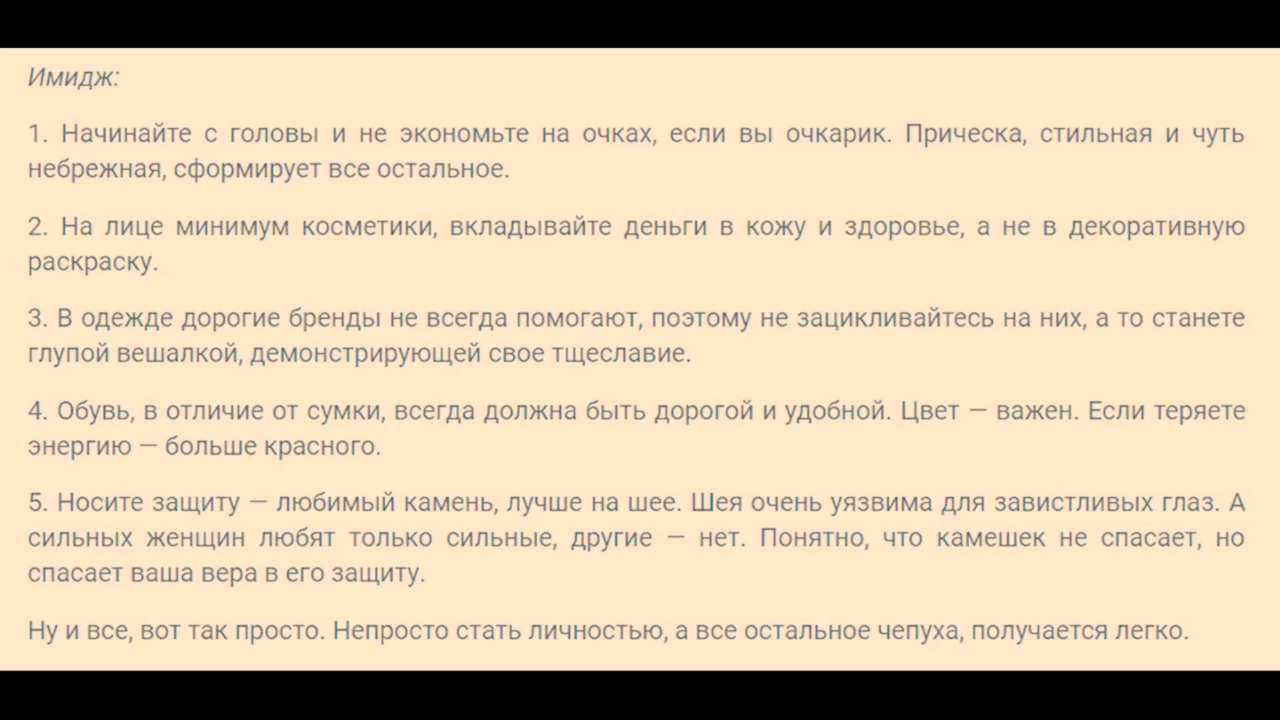 Имидж:
1. Начинайте с головы и не экономьте на очках, если вы очкарик. Прическа, стильная и чуть
небрежная, сформирует все остальное.
2. На лице минимум косметики, вкладывайте деньги в кожу и здоровье, а не в декоративную
раскраску.
3. В одежде дорогие бренды не всегда помогают, поэтому не зацикливайтесь на них, а то станете
глупой вешалкой, демонстрирующей свое тщеславие.
4. Обувь, в отличие от сумки, всегда должна быть дорогой и удобной. Цвет — важен. Если теряете
энергию — больше красного.
5. Носите защиту — любимый камень, лучше на шее. Шея очень уязвима для завистливых глаз. А
сильных женщин любят только сильные, другие — нет. Понятно, что камешек не спасает, но
спасает ваша вера в его защиту.
Ну и все, вот так просто. Непросто стать личностью, а все остальное чепуха, получается легко.